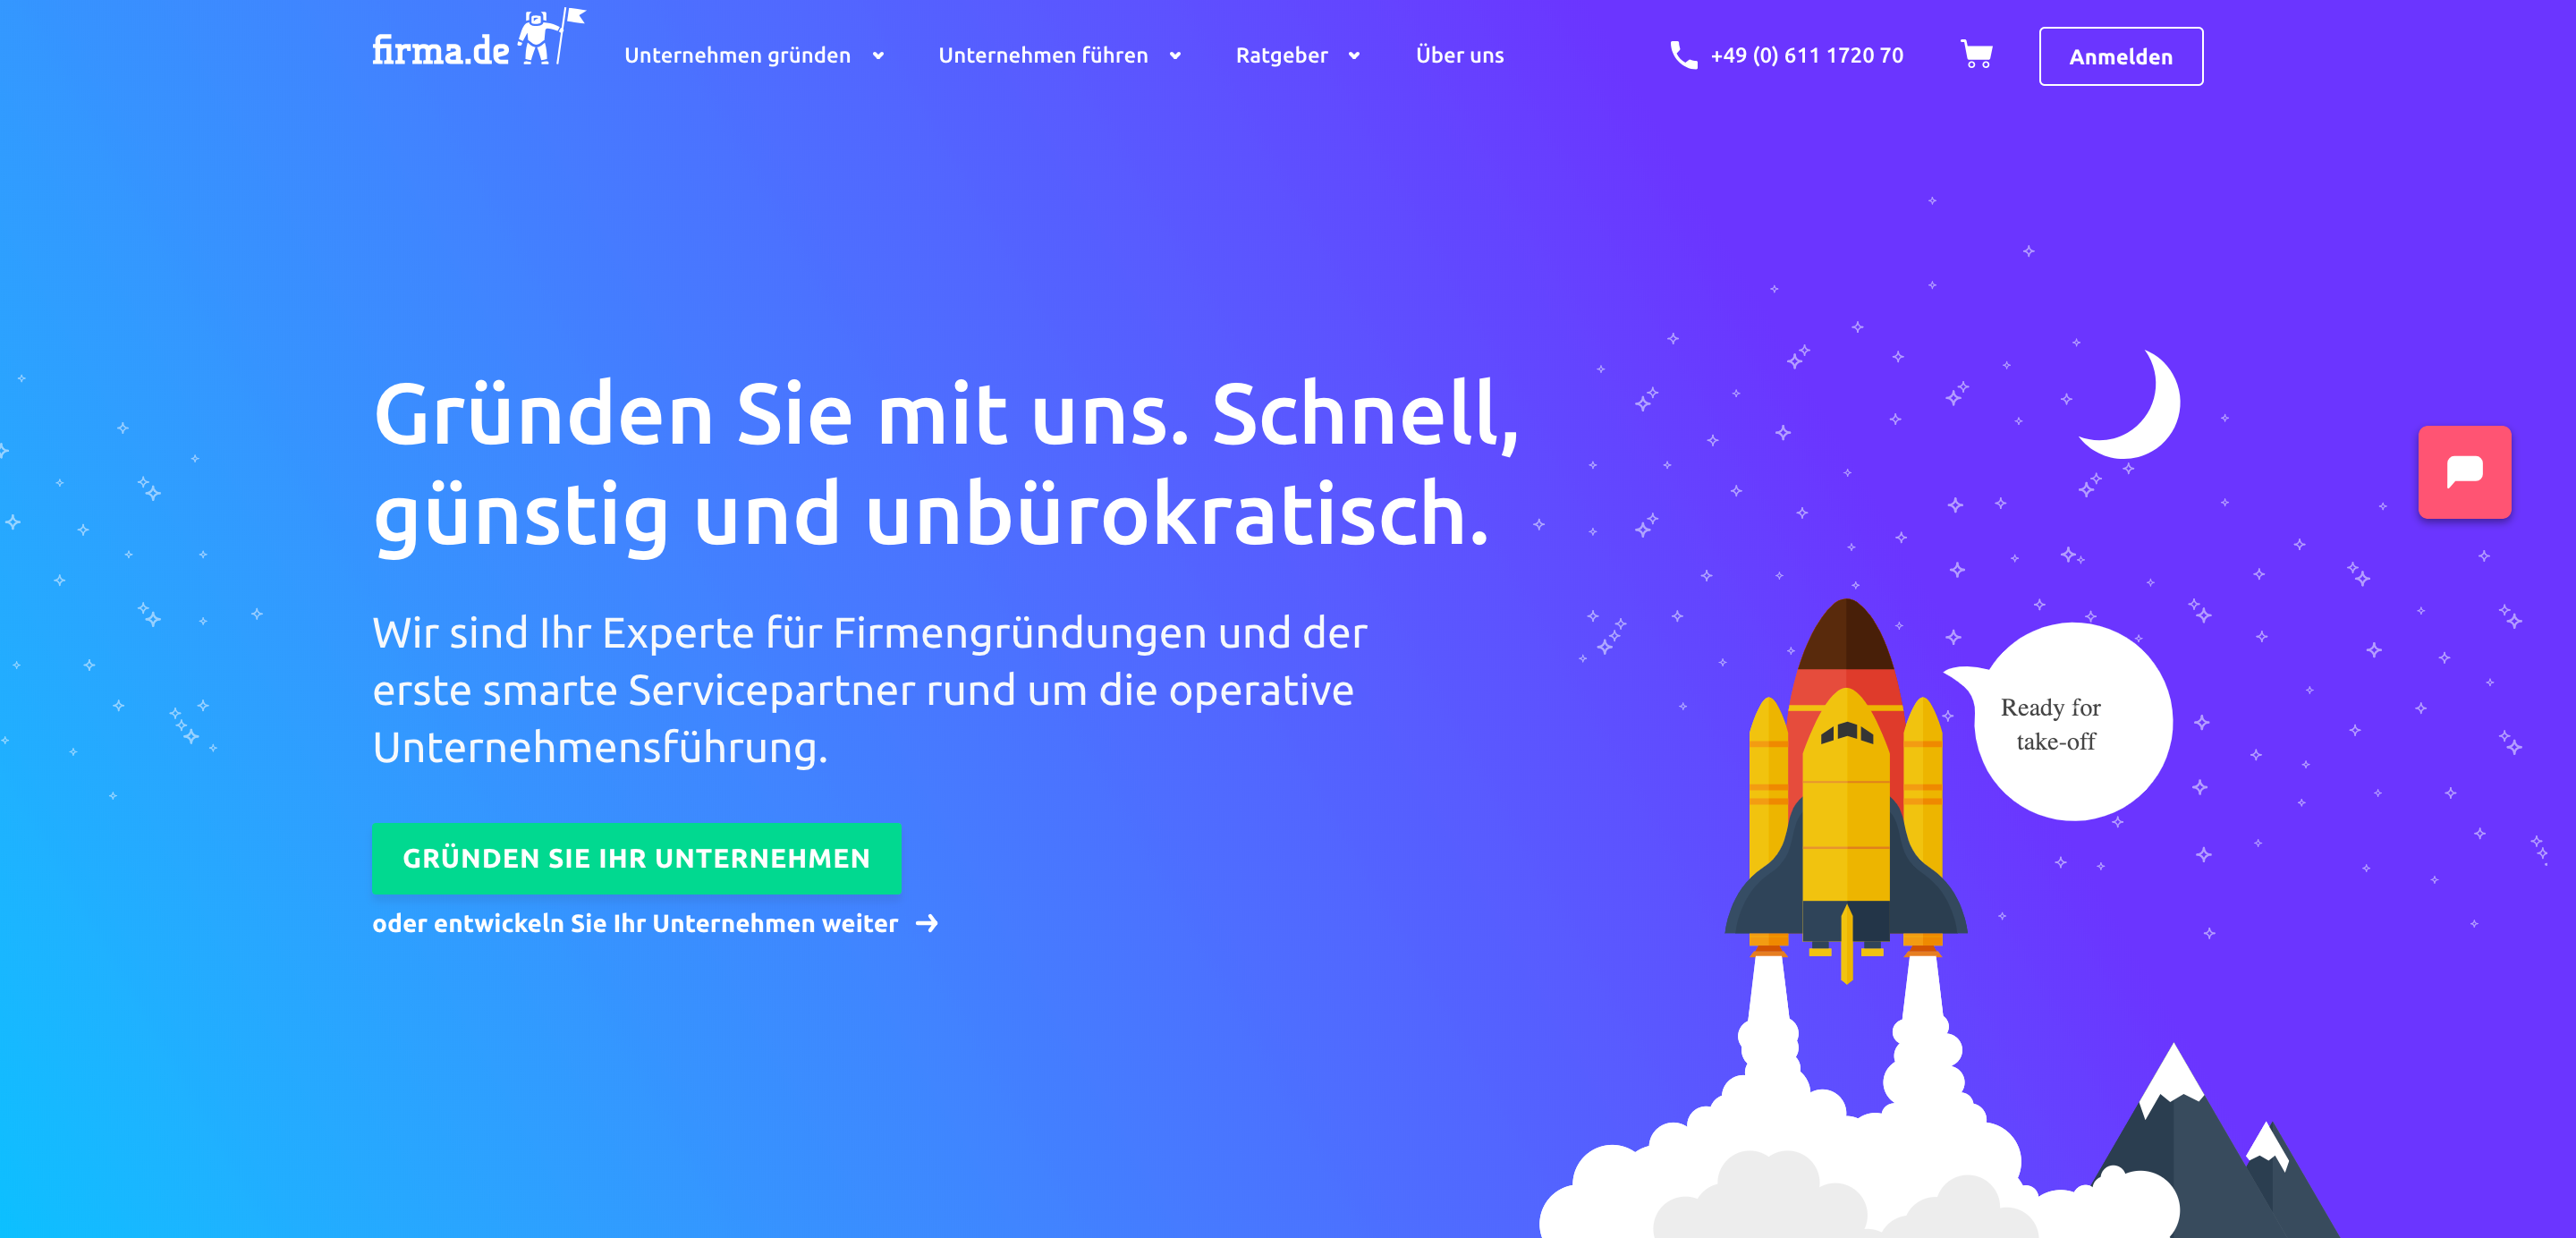 firma.de
Unternehmen gründen
Unternehmen führen
Ratgeber
Über uns
+49 (0) 611 1720 70
Anmelden
Gründen Sie mit uns. Schnell,
günstig und unbürokratisch.
Wir sind Ihr Experte für Firmengründungen und der
erste smarte Servicepartner rund um die operative
Unternehmensführung.
Ready for
take-off
GRÜNDEN SIE IHR UNTERNEHMEN
oder entwickeln Sie Ihr Unternehmen weiter